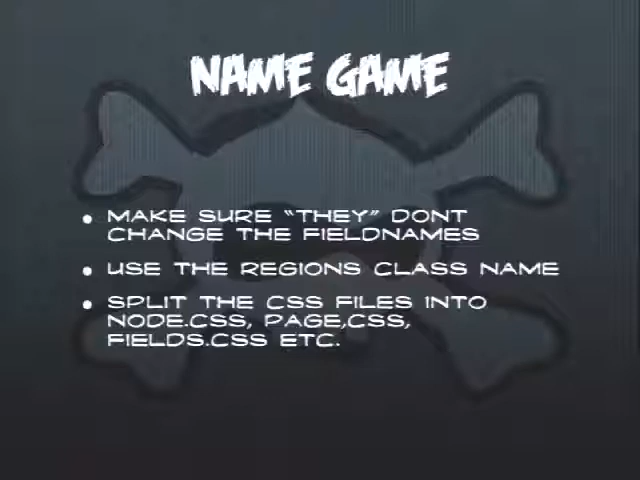 NAME GAME
• MAKE SURE "THEY" DONT
CHANGE THE FIELDNAMES
• USE THE REGIONS CLASS NAME
• SPLIT THE CSS FILES INTO
NODE.CSS, PAGE,CSS,
FIELDS.CSS ETC.